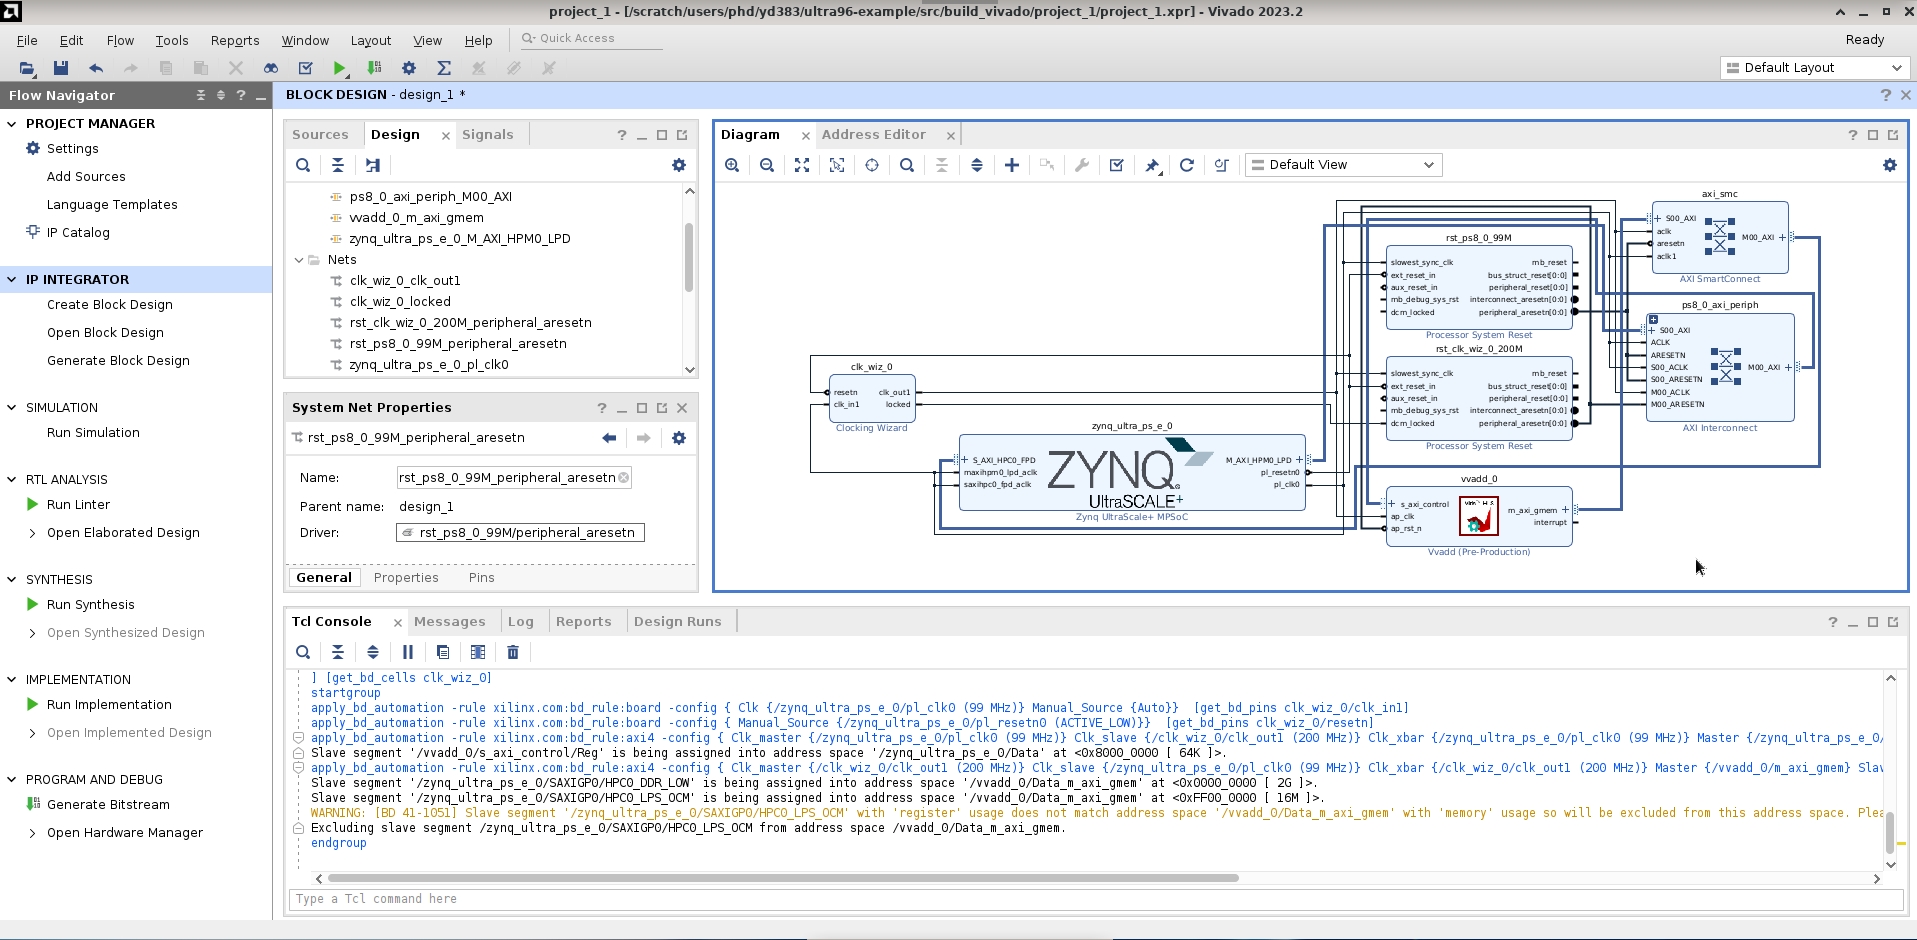 project_1 - [/scratch/users/phd/yd383/ultra96-example/src/build_vivado/project_1/project_1.xpr] - Vivado 2023.2
File Edit Flow Tools Reports Window Layout View Help Quick Access
Ready
Default Layout
Flow Navigator
PROJECT MANAGER
Settings
Add Sources
Language Templates
IP Catalog
IP INTEGRATOR
Create Block Design
Open Block Design
Generate Block Design
SIMULATION
Run Simulation
RTL ANALYSIS
Run Linter
Open Elaborated Design
SYNTHESIS
Run Synthesis
Open Synthesized Design
IMPLEMENTATION
Run Implementation
Open Implemented Design
PROGRAM AND DEBUG
Generate Bitstream
Open Hardware Manager
BLOCK DESIGN - design_1 *
Sources Design Signals
ps8_0_axi_periph_M00_AXI
vvadd_0_m_axi_gmem
zynq_ultra_ps_e_0_M_AXI_HPM0_LPD
Nets
clk_wiz_0_clk_out1
clk_wiz_0_locked
rst_clk_wiz_0_200M_peripheral_aresetn
rst_ps8_0_99M_peripheral_aresetn
zynq_ultra_ps_e_0_pl_clk0
System Net Properties
rst_ps8_0_99M_peripheral_aresetn
Name: rst_ps8_0_99M_peripheral_aresetn
Parent name: design_1
Driver: rst_ps8_0_99M/peripheral_aresetn
General Properties Pins
Diagram Address Editor
Default View
clk_wiz_0
resetn clk_out1
clk_in1 locked
Clocking Wizard
zynq_ultra_ps_e_0
S_AXI_HPC0_FPD M_AXI_HPM0_LPD
maxihpm0_lpd_aclk pl_resetn0
saxihpc0_fpd_aclk pl_clk0
ZYNQ
UltraSCALE+
Zynq UltraScale+ MPSoC
rst_ps8_0_99M
slowest_sync_clk mb_reset
ext_reset_in bus_struct_reset[0:0]
aux_reset_in peripheral_reset[0:0]
mb_debug_sys_rst interconnect_aresetn[0:0]
dcm_locked peripheral_aresetn[0:0]
Processor System Reset
rst_clk_wiz_0_200M
slowest_sync_clk mb_reset
ext_reset_in bus_struct_reset[0:0]
aux_reset_in peripheral_reset[0:0]
mb_debug_sys_rst interconnect_aresetn[0:0]
dcm_locked peripheral_aresetn[0:0]
Processor System Reset
vvadd_0
s_axi_control m_axi_gmem
ap_clk interrupt
ap_rst_n
Vvadd (Pre-Production)
axi_smc
S00_AXI
aclk M00_AXI
aresetn
aclk1
AXI SmartConnect
ps8_0_axi_periph
S00_AXI
ACLK
ARESETN
S00_ACLK M00_AXI
S00_ARESETN
M00_ACLK
M00_ARESETN
AXI Interconnect
Tcl Console Messages Log Reports Design Runs
] [get_bd_cells clk_wiz_0]
startgroup
apply_bd_automation -rule xilinx.com:bd_rule:board -config { Clk {/zynq_ultra_ps_e_0/pl_clk0 (99 MHz)} Manual_Source {Auto}}  [get_bd_pins clk_wiz_0/clk_in1]
apply_bd_automation -rule xilinx.com:bd_rule:board -config { Manual_Source {/zynq_ultra_ps_e_0/pl_resetn0 (ACTIVE_LOW)}}  [get_bd_pins clk_wiz_0/resetn]
apply_bd_automation -rule xilinx.com:bd_rule:axi4 -config { Clk_master {/zynq_ultra_ps_e_0/pl_clk0 (99 MHz)} Clk_slave {/clk_wiz_0/clk_out1 (200 MHz)} Clk_xbar {/zynq_ultra_ps_e_0/pl_clk0 (99 MHz)} Master {/zynq_ultra_ps_e_0/
Slave segment '/vvadd_0/s_axi_control/Reg' is being assigned into address space '/zynq_ultra_ps_e_0/Data' at <0x8000_0000 [ 64K ]>.
apply_bd_automation -rule xilinx.com:bd_rule:axi4 -config { Clk_master {/clk_wiz_0/clk_out1 (200 MHz)} Clk_slave {/zynq_ultra_ps_e_0/pl_clk0 (99 MHz)} Clk_xbar {/clk_wiz_0/clk_out1 (200 MHz)} Master {/vvadd_0/m_axi_gmem} Slav
Slave segment '/zynq_ultra_ps_e_0/SAXIGP0/HPC0_DDR_LOW' is being assigned into address space '/vvadd_0/Data_m_axi_gmem' at <0x0000_0000 [ 2G ]>.
Slave segment '/zynq_ultra_ps_e_0/SAXIGP0/HPC0_LPS_OCM' is being assigned into address space '/vvadd_0/Data_m_axi_gmem' at <0xFF00_0000 [ 16M ]>.
WARNING: [BD 41-1051] Slave segment '/zynq_ultra_ps_e_0/SAXIGP0/HPC0_LPS_OCM' with 'register' usage does not match address space '/vvadd_0/Data_m_axi_gmem' with 'memory' usage so will be excluded from this address space. Plea
Excluding slave segment /zynq_ultra_ps_e_0/SAXIGP0/HPC0_LPS_OCM from address space /vvadd_0/Data_m_axi_gmem.
endgroup
Type a Tcl command here